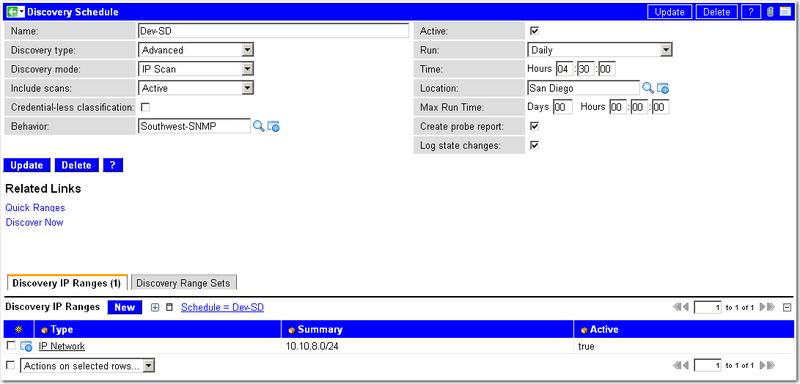 Discovery Schedule Update Delete ?
Name: Dev-SD Active:
Discovery type: Advanced Run: Daily
Discovery mode: IP Scan Time: Hours 04 : 30 : 00
Include scans: Active Location: San Diego
Credential-less classification: Max Run Time: Days 00 Hours 00 : 00 : 00
Behavior: Southwest-SNMP Create probe report:
Log state changes:
Update Delete ?
Related Links
Quick Ranges
Discover Now
Discovery IP Ranges (1) Discovery Range Sets
Discovery IP Ranges New Schedule = Dev-SD 1 to 1 of 1
Type Summary Active
IP Network 10.10.8.0/24 true
Actions on selected rows... 1 to 1 of 1